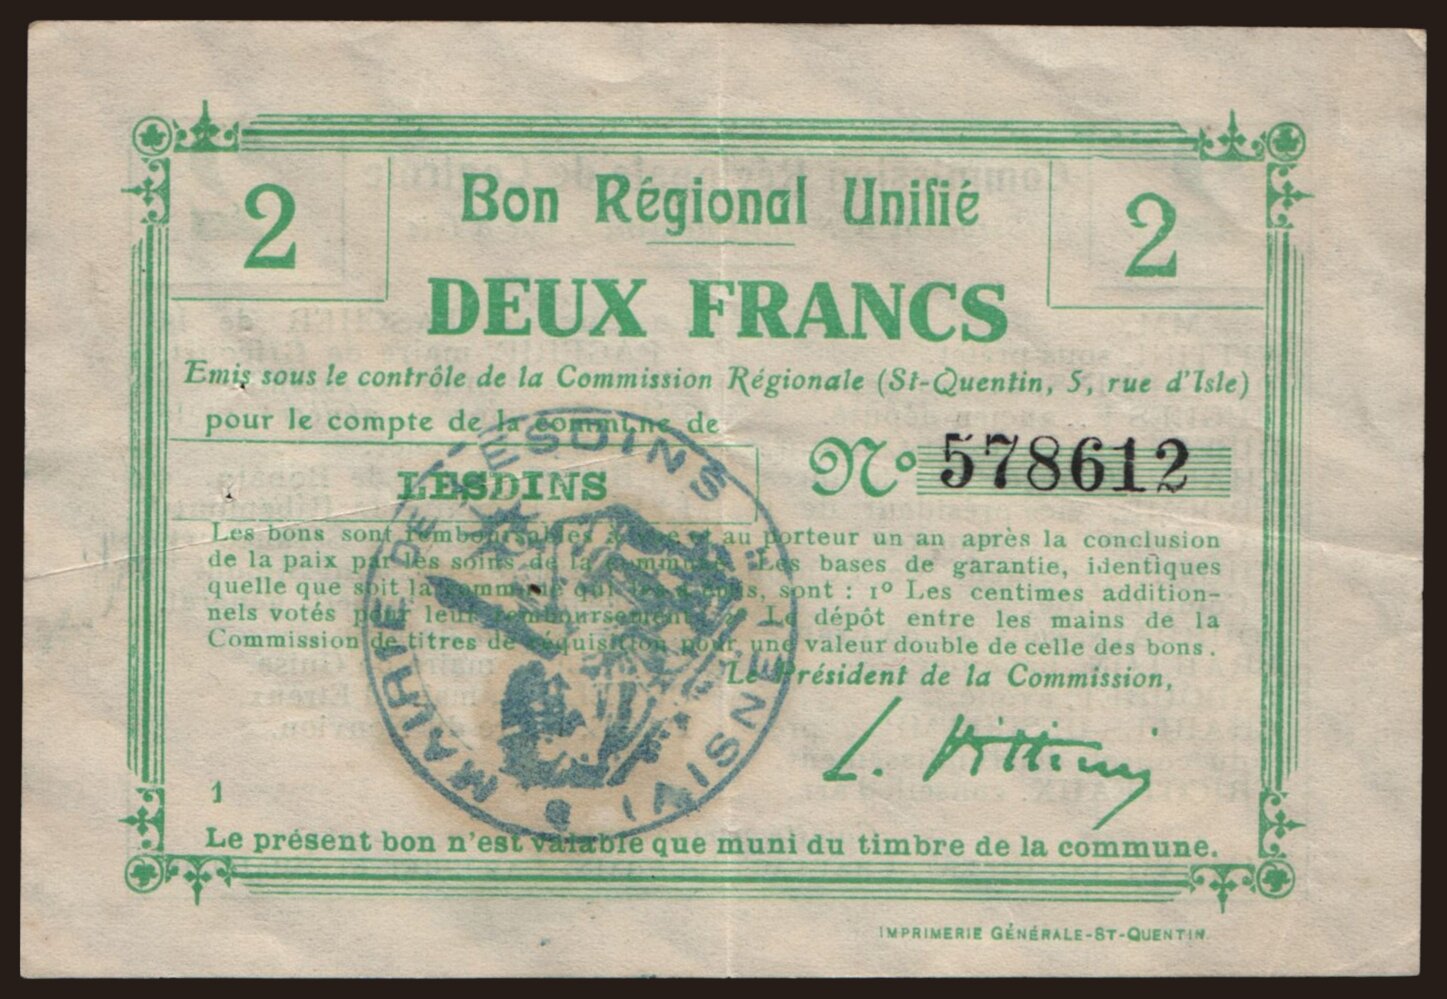 2 Bon Régional Unifié 2
DEUX FRANCS
Emis sous le contrôle de la Commission Régionale (St-Quentin, 5, rue d'Isle)
pour le compte de la commune de
LESDINS
No 578612
Les bons sont remboursables à vue et au porteur un an après la conclusion
de la paix par les soins de la commune. Les bases de garantie, identiques
quelle que soit la commune qui les a émis, sont : 1o Les centimes addition-
nels votés pour leur remboursement ; 2o Le dépôt entre les mains de la
Commission de titres de réquisition pour une valeur double de celle des bons.
Le Président de la Commission,
1
Le présent bon n'est valable que muni du timbre de la commune.
IMPRIMERIE GÉNÉRALE-ST-QUENTIN
MAIRIE DE LESDINS (AISNE)